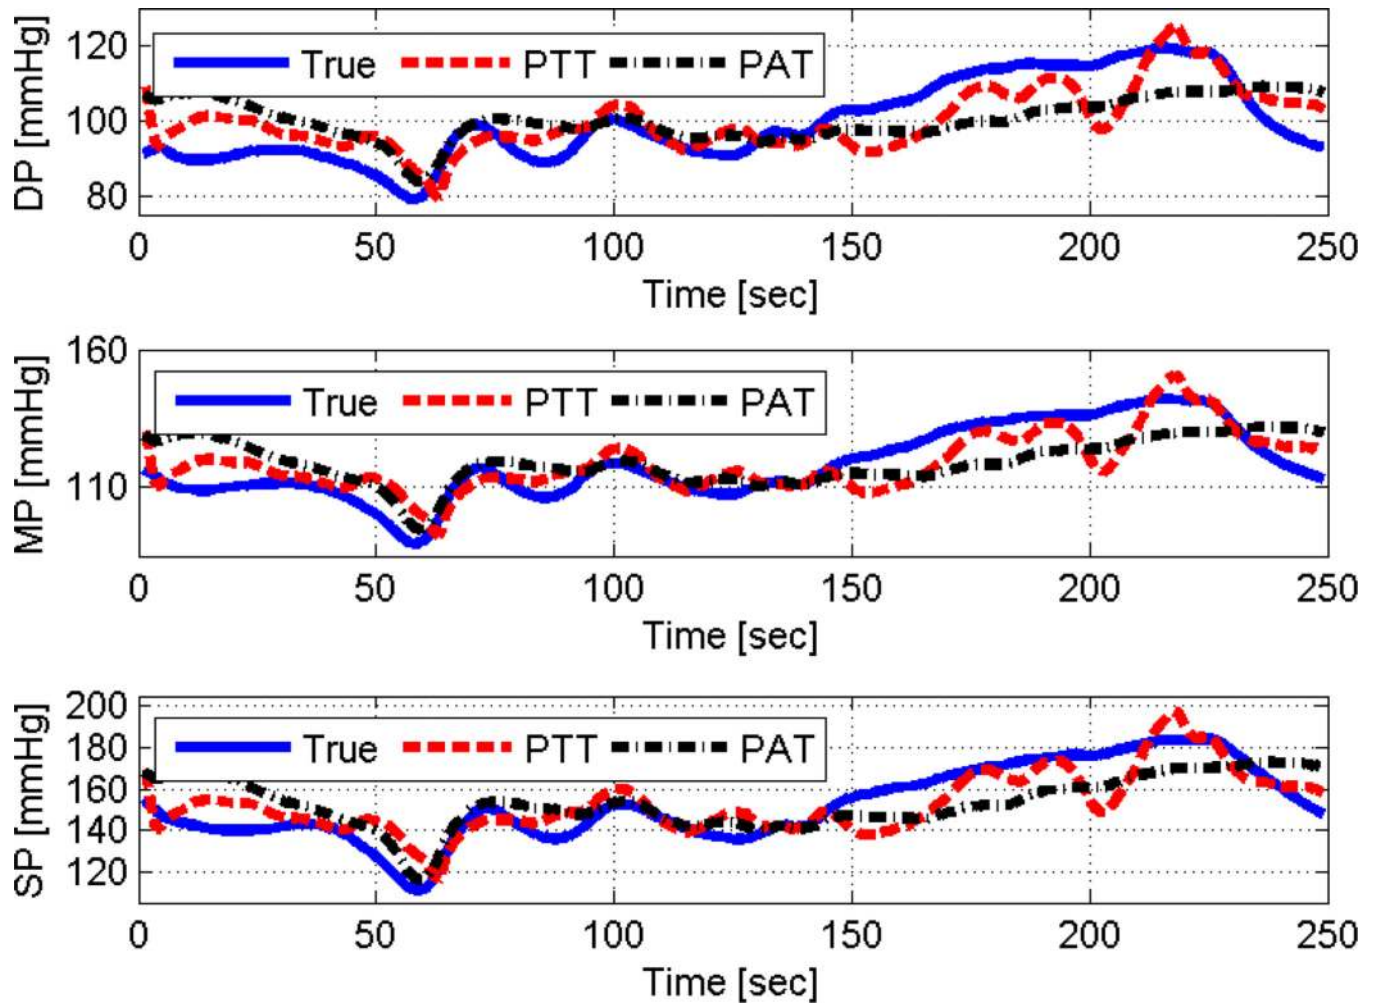 DP [mmHg]
120
100
80
True PTT PAT
0 50 100 150 200 250
Time [sec]
MP [mmHg]
160
110
True PTT PAT
0 50 100 150 200 250
Time [sec]
SP [mmHg]
200
180
160
140
120
True PTT PAT
0 50 100 150 200 250
Time [sec]